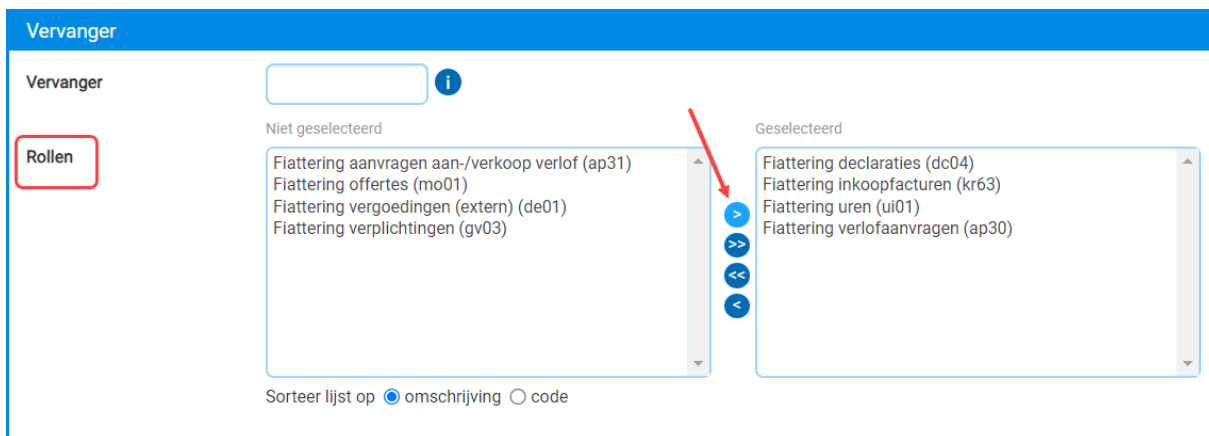 Vervanger
Vervanger
i
Niet geselecteerd
Geselecteerd
Rollen
Fiattering aanvragen aan-/verkoop verlof (ap31)
Fiattering offertes (mo01)
Fiattering vergoedingen (extern) (de01)
Fiattering verplichtingen (gv03)
>
>>
<<
<
Fiattering declaraties (dc04)
Fiattering inkoopfacturen (kr63)
Fiattering uren (ui01)
Fiattering verlofaanvragen (ap30)
Sorteer lijst op omschrijving code